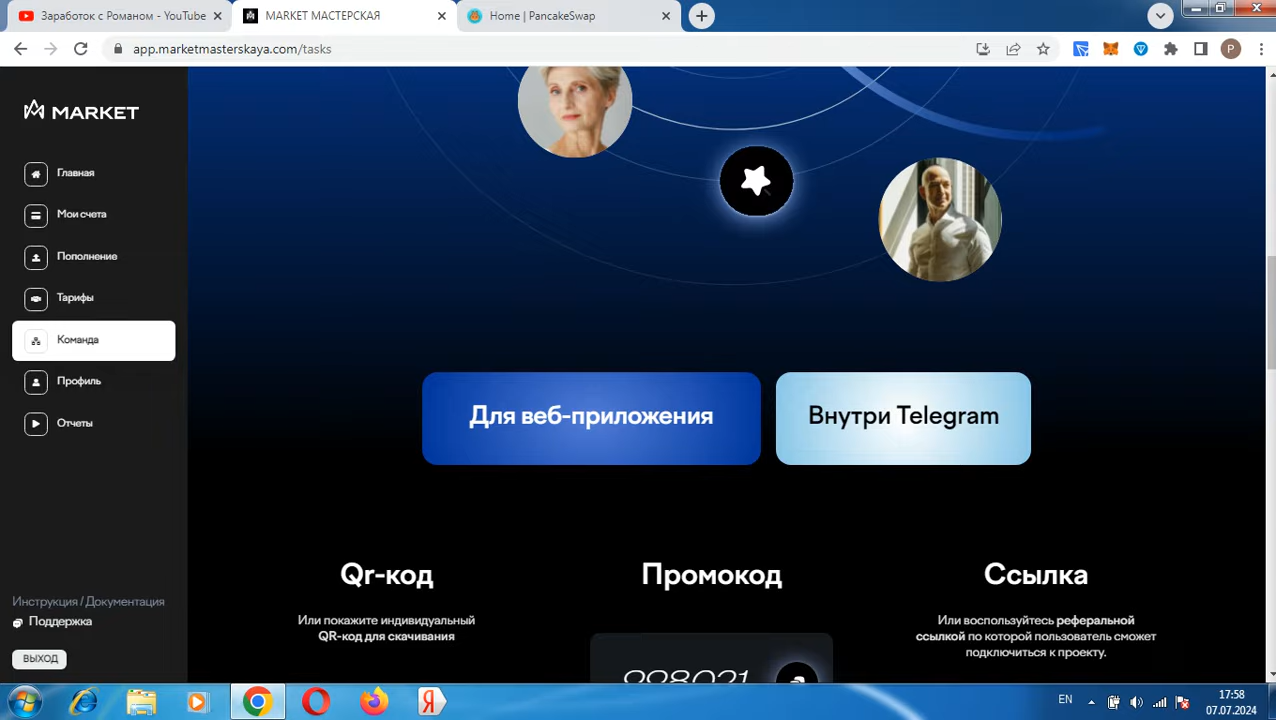 Заработок с Романом - YouTube
MARKET МАСТЕРСКАЯ
Home | PancakeSwap
app.marketmasterskaya.com/tasks
P
MARKET
Главная
Мои счета
Пополнение
Тарифы
Команда
Профиль
Отчеты
Для веб-приложения
Внутри Telegram
Qr-код
Или покажите индивидуальный
QR-код для скачивания
Промокод
998021
Ссылка
Или воспользуйтесь реферальной
ссылкой по которой пользователь сможет
подключиться к проекту.
Инструкция / Документация
Поддержка
ВЫХОД
EN
17:58
07.07.2024